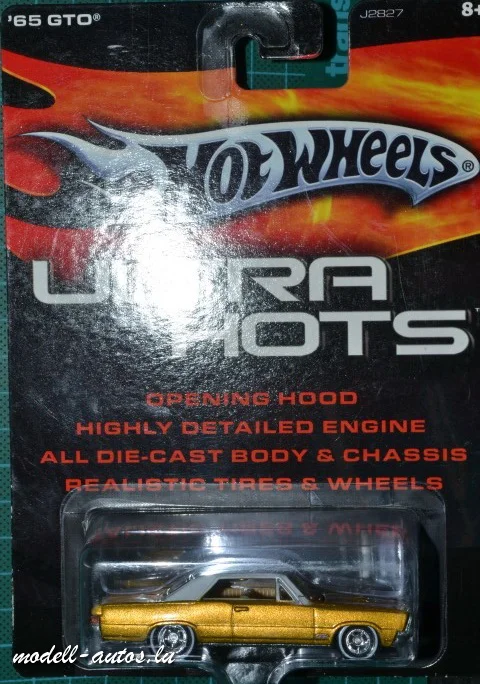 '65 GTO®
trans
J2827
8+
HOT WHEELS®
ULTRA
HOTS™
OPENING HOOD
HIGHLY DETAILED ENGINE
ALL DIE-CAST BODY & CHASSIS
REALISTIC TIRES & WHEELS
modell-autos.lu